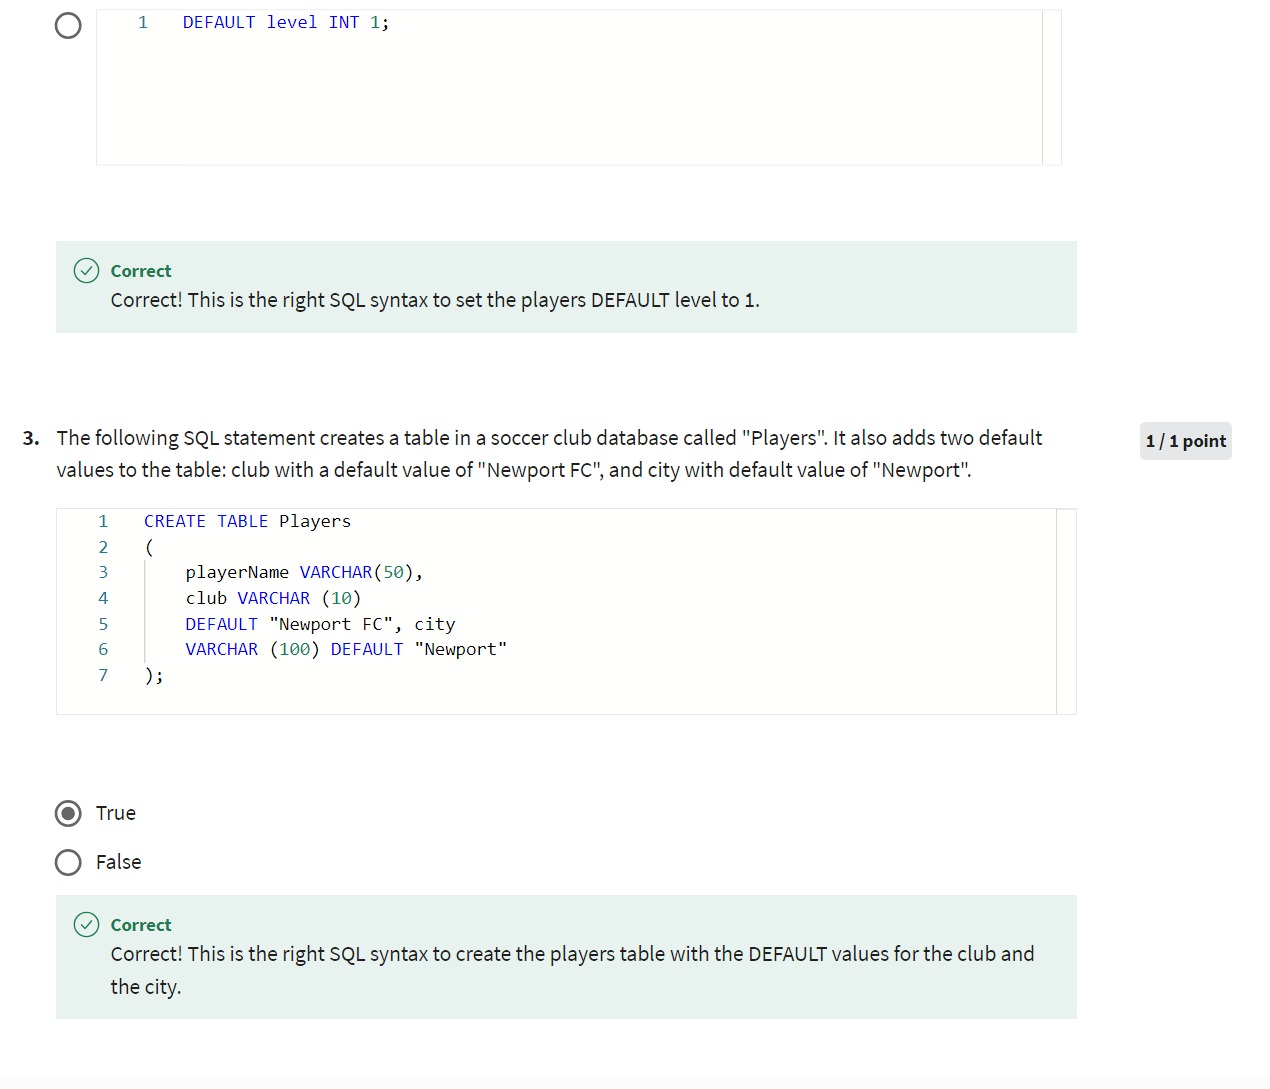 1 DEFAULT level INT 1;
Correct
Correct! This is the right SQL syntax to set the players DEFAULT level to 1.
3. The following SQL statement creates a table in a soccer club database called "Players". It also adds two default
1 / 1 point
values to the table: club with a default value of "Newport FC", and city with default value of "Newport".
1 CREATE TABLE Players
2 (
3 playerName VARCHAR(50),
4 club VARCHAR (10)
5 DEFAULT "Newport FC", city
6 VARCHAR (100) DEFAULT "Newport"
7 );
True
False
Correct
Correct! This is the right SQL syntax to create the players table with the DEFAULT values for the club and
the city.